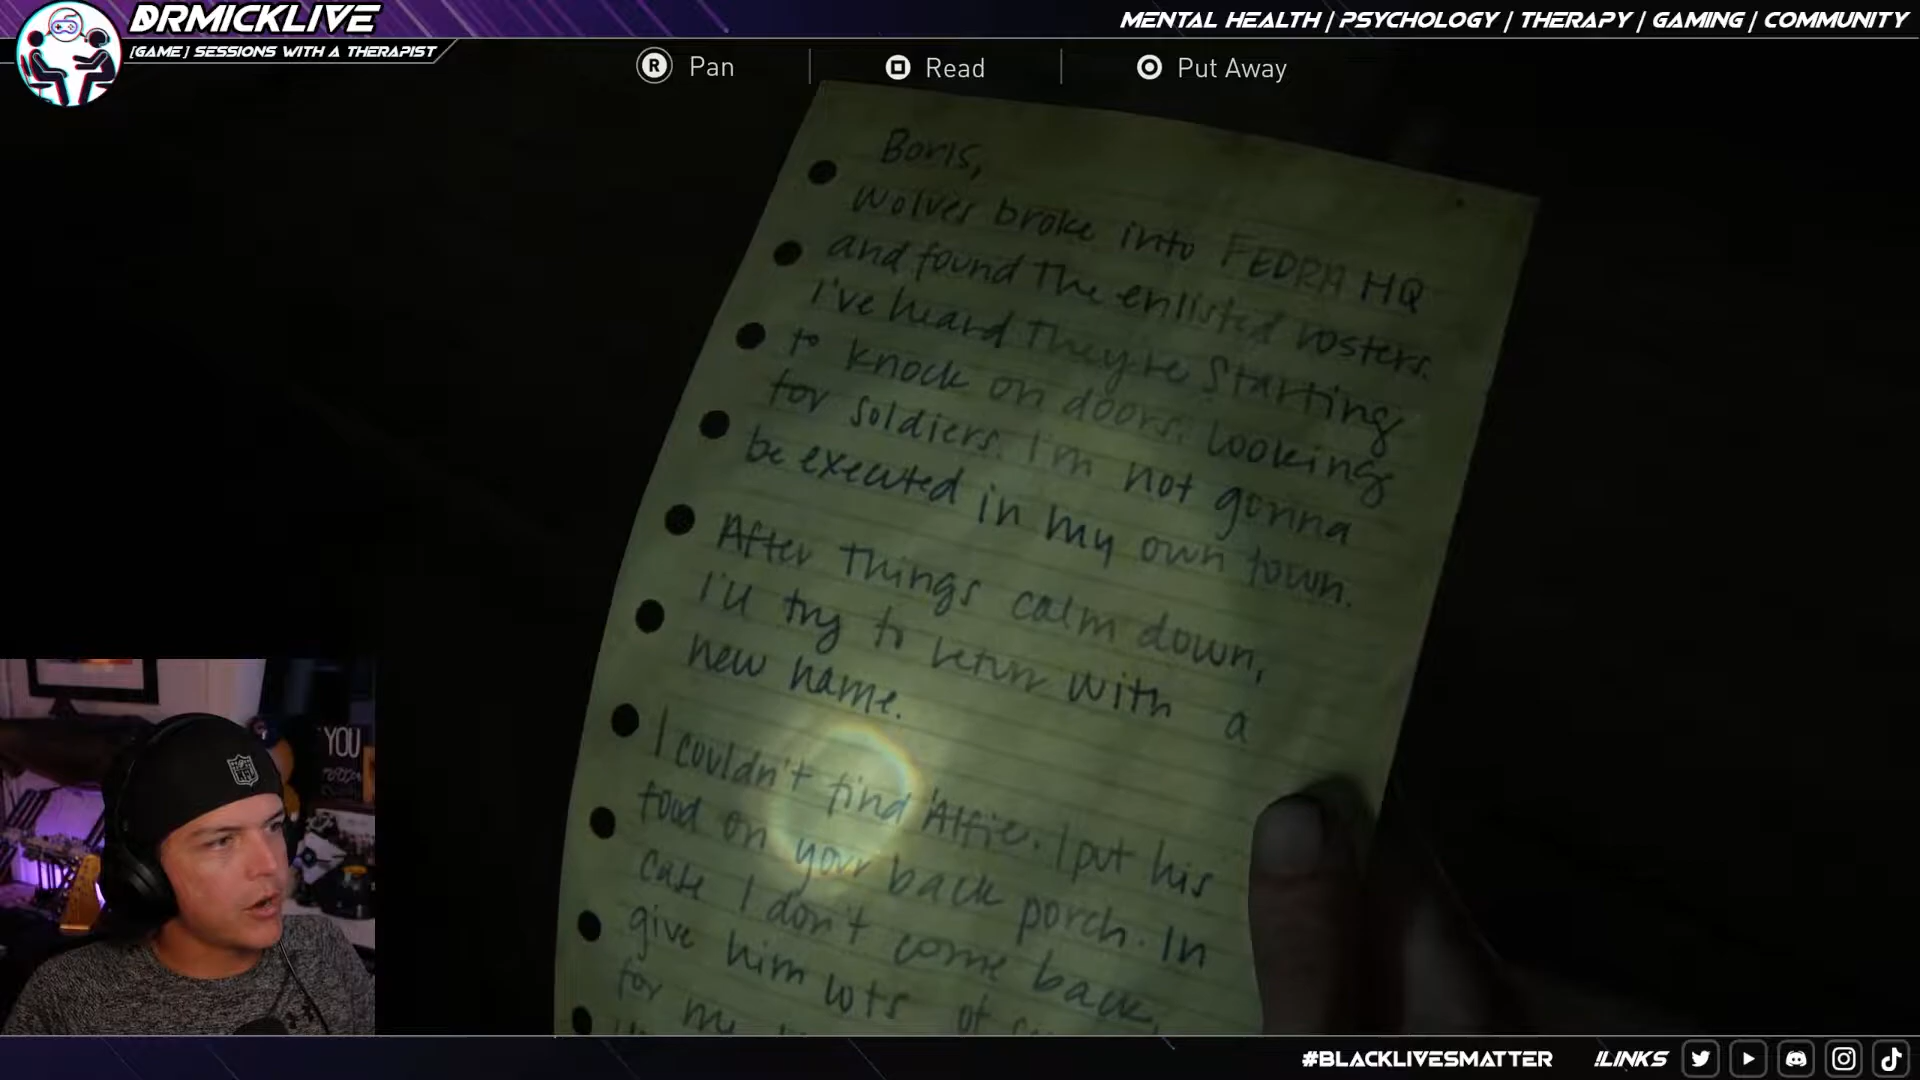 DRMICKLIVE
[GAME] SESSIONS WITH A THERAPIST
MENTAL HEALTH / PSYCHOLOGY / THERAPY / GAMING / COMMUNITY
R Pan
Read
Put Away
Boris,
Wolves broke into FEDRA HQ
and found the enlisted rosters.
I've heard they're starting
to knock on doors. Looking
for soldiers. I'm not gonna
be executed in my own town.
After things calm down,
I'll try to return with a
new name.
I couldn't find Alfie. I put his
food on your back porch. In
case I don't come back,
give him lots of
for my
NFL
YOU
#BLACKLIVESMATTER
!LINKS